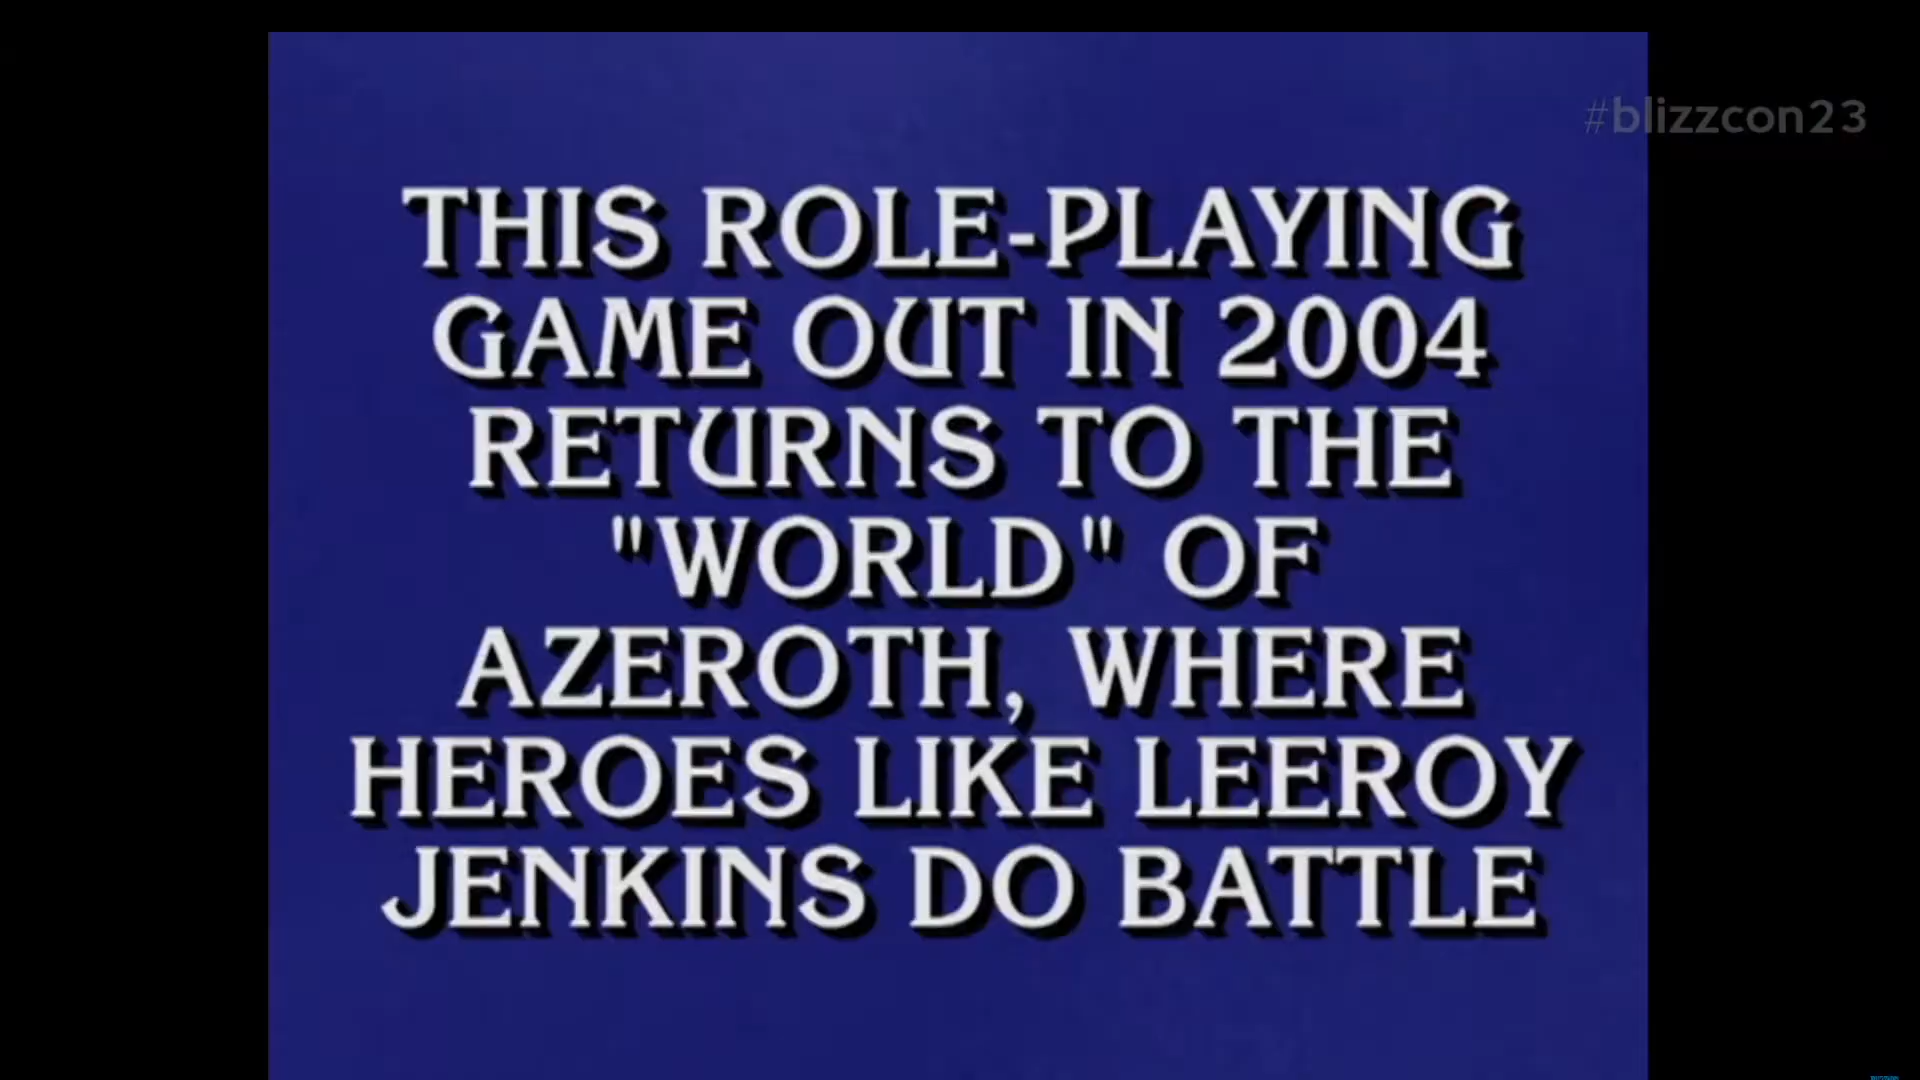 #blizzcon23
THIS ROLE-PLAYING
GAME OUT IN 2004
RETURNS TO THE
"WORLD" OF
AZEROTH, WHERE
HEROES LIKE LEEROY
JENKINS DO BATTLE